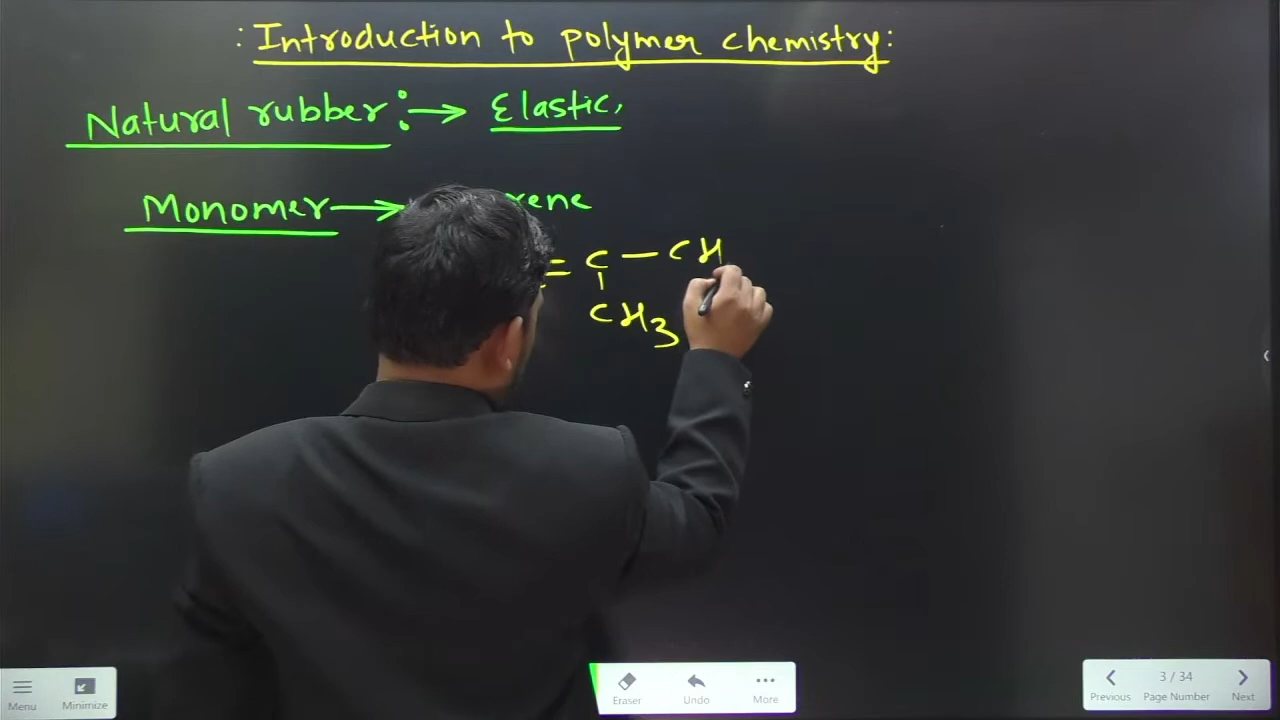 : Introduction to polymer chemistry:
Natural rubber: → Elastic,
Monomer →
= C — CH
CH3
Menu
Minimize
Eraser
Undo
More
Previous
3 / 34
Page Number
Next